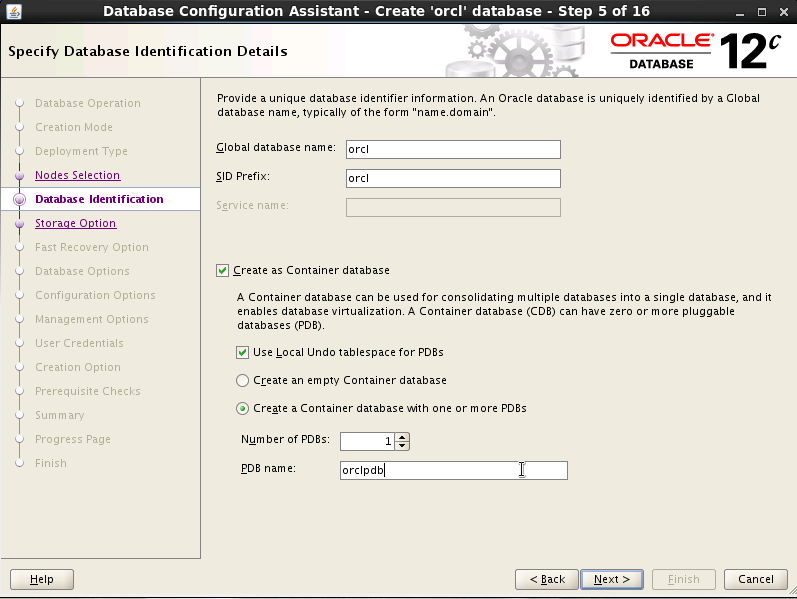 Database Configuration Assistant - Create 'orcl' database - Step 5 of 16
Specify Database Identification Details
ORACLE
DATABASE
12c
Database Operation
Creation Mode
Deployment Type
Nodes Selection
Database Identification
Storage Option
Fast Recovery Option
Database Options
Configuration Options
Management Options
User Credentials
Creation Option
Prerequisite Checks
Summary
Progress Page
Finish
Provide a unique database identifier information. An Oracle database is uniquely identified by a Global
database name, typically of the form "name.domain".
Global database name: orcl
SID Prefix: orcl
Service name:
Create as Container database
A Container database can be used for consolidating multiple databases into a single database, and it
enables database virtualization. A Container database (CDB) can have zero or more pluggable
databases (PDB).
Use Local Undo tablespace for PDBs
Create an empty Container database
Create a Container database with one or more PDBs
Number of PDBs: 1
PDB name: orclpdb
Help
< Back
Next >
Finish
Cancel